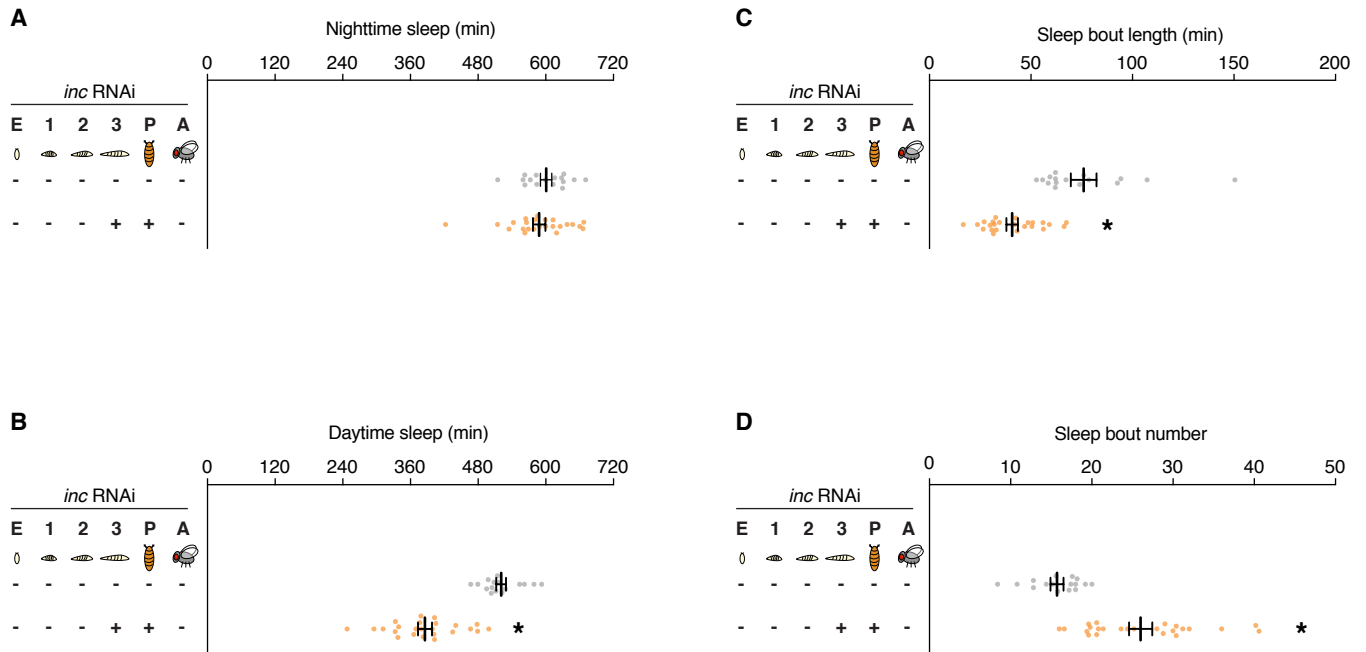 A
Nighttime sleep (min)
0 120 240 360 480 600 720
inc RNAi
E 1 2 3 P A
- - - - - -
- - - + + -
C
Sleep bout length (min)
0 50 100 150 200
inc RNAi
E 1 2 3 P A
- - - - - -
- - - + + - *
B
Daytime sleep (min)
0 120 240 360 480 600 720
inc RNAi
E 1 2 3 P A
- - - - - -
- - - + + - *
D
Sleep bout number
0 10 20 30 40 50
inc RNAi
E 1 2 3 P A
- - - - - -
- - - + + - *